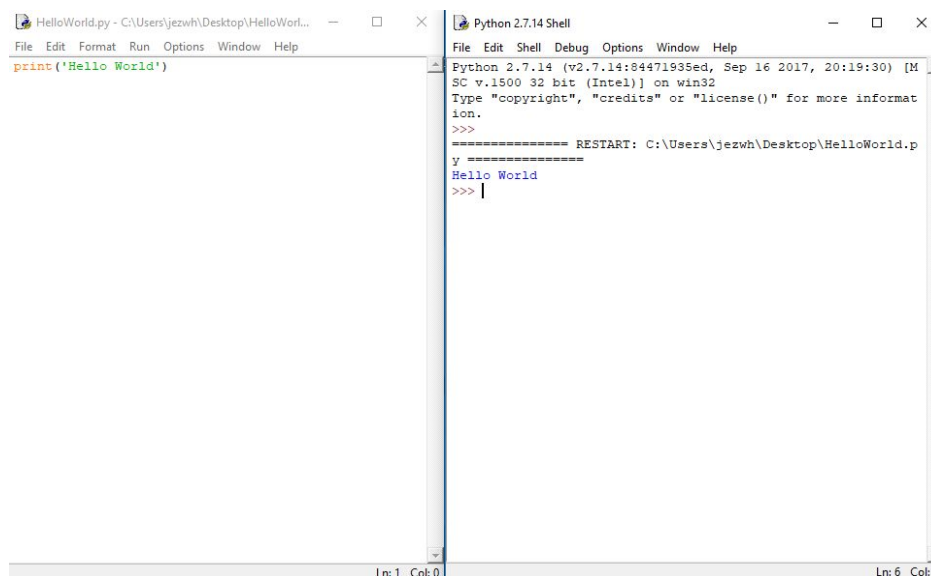 HelloWorld.py - C:\Users\jezwh\Desktop\HelloWorl...
File Edit Format Run Options Window Help
print('Hello World')
Ln: 1 Col: 0
Python 2.7.14 Shell
File Edit Shell Debug Options Window Help
Python 2.7.14 (v2.7.14:84471935ed, Sep 16 2017, 20:19:30) [M
SC v.1500 32 bit (Intel)] on win32
Type "copyright", "credits" or "license()" for more informat
ion.
>>>
=============== RESTART: C:\Users\jezwh\Desktop\HelloWorld.p
y ===============
Hello World
>>>
Ln: 6 Col: